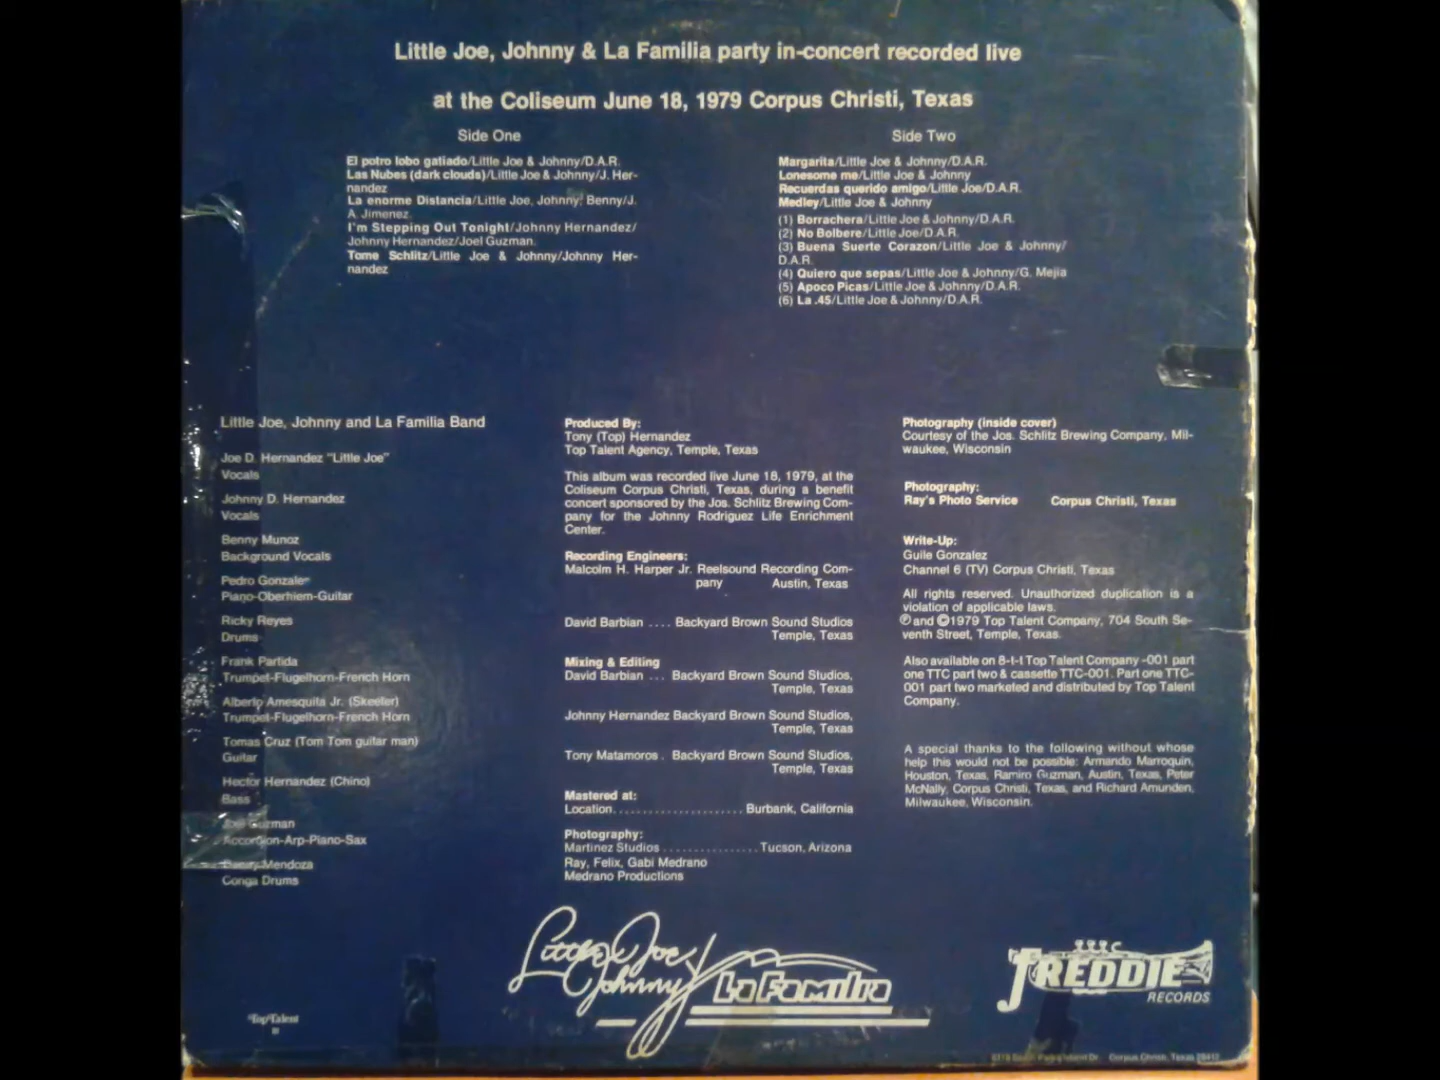 Little Joe, Johnny & La Familia party in-concert recorded live
at the Coliseum June 18, 1979 Corpus Christi, Texas
Side One
El potro lobo gatiado/Little Joe & Johnny/D.A.R.
Las Nubes (dark clouds)/Little Joe & Johnny/J. Her-
nandez
La enorme Distancia/Little Joe, Johnny, Benny/J.
A. Jimenez
I'm Stepping Out Tonight/Johnny Hernandez/
Johnny Hernandez/Joel Guzman.
Tome Schlitz/Little Joe & Johnny/Johnny Her-
nandez
Side Two
Margarita/Little Joe & Johnny/D.A.R.
Lonesome me/Little Joe & Johnny
Recuerdas querido amigo/Little Joe/D.A.R.
Medley/Little Joe & Johnny
(1) Borrachera/Little Joe & Johnny/D.A.R.
(2) No Bolbere/Little Joe & Johnny/D.A.R.
(3) Buena Suerte Corazon/Little Joe & Johnny/
D.A.R.
(4) Quiero que sepas/Little Joe & Johnny/G. Mejia
(5) Apoco Picas/Little Joe & Johnny/D.A.R.
(6) La .45/Little Joe & Johnny/D.A.R.
Little Joe, Johnny and La Familia Band
Joe D. Hernandez "Little Joe"
Vocals
Johnny D. Hernandez
Vocals
Benny Munoz
Background Vocals
Pedro Gonzalez
Piano-Oberhiem-Guitar
Ricky Reyes
Drums
Frank Partida
Trumpet-Flugelhorn-French Horn
Alberto Amesquita Jr. (Skeeter)
Trumpet-Flugelhorn-French Horn
Tomas Cruz (Tom Tom guitar man)
Guitar
Hector Hernandez (Chino)
Bass
Joel Guzman
Accordion-Arp-Piano-Sax
Mendoza
Conga Drums
Produced By:
Tony (Top) Hernandez
Top Talent Agency, Temple, Texas
This album was recorded live June 18, 1979, at the
Coliseum Corpus Christi, Texas, during a benefit
concert sponsored by the Jos. Schlitz Brewing Com-
pany for the Johnny Rodriguez Life Enrichment
Center.
Recording Engineers:
Malcolm H. Harper Jr. Reelsound Recording Com-
pany Austin, Texas
David Barbian .... Backyard Brown Sound Studios
Temple, Texas
Mixing & Editing
David Barbian ... Backyard Brown Sound Studios,
Temple, Texas
Johnny Hernandez Backyard Brown Sound Studios,
Temple, Texas
Tony Matamoros . Backyard Brown Sound Studios,
Temple, Texas
Mastered at:
Location...................... Burbank, California
Photography:
Martinez Studios ................ Tucson, Arizona
Ray, Felix, Gabi Medrano
Medrano Productions
Photography (inside cover)
Courtesy of the Jos. Schlitz Brewing Company, Mil-
waukee, Wisconsin
Photography:
Ray's Photo Service Corpus Christi, Texas
Write-Up:
Guile Gonzalez
Channel 6 (TV) Corpus Christi, Texas
All rights reserved. Unauthorized duplication is a
violation of applicable laws.
℗ and ©1979 Top Talent Company, 704 South Se-
venth Street, Temple, Texas.
Also available on 8-t-t Top Talent Company -001 part
one TTC part two & cassette TTC-001. Part one TTC-
001 part two marketed and distributed by Top Talent
Company.
A special thanks to the following without whose
help this would not be possible: Armando Marroquin,
Houston, Texas, Ramiro Guzman, Austin, Texas, Peter
McNally, Corpus Christi, Texas, and Richard Amunden,
Milwaukee, Wisconsin.
Little Joe
Johnny
La Familia
FREDDIE
RECORDS
Top Talent
Corpus Christi, Texas